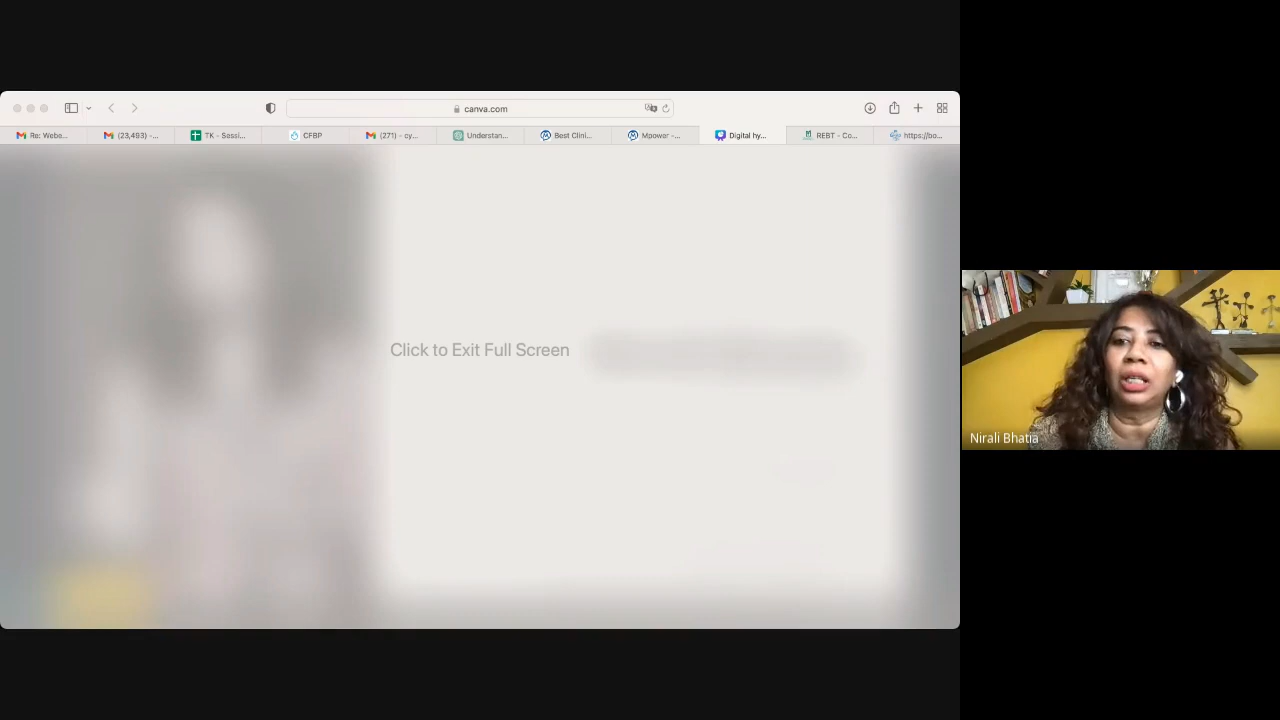 canva.com
Re: Webe...
(23,493) -...
TK - Sessi...
CFBP
(271) - cy...
Understan...
Best Clini...
Mpower -...
Digital hy...
REBT - Co...
https://bo...
Click to Exit Full Screen
Nirali Bhatia